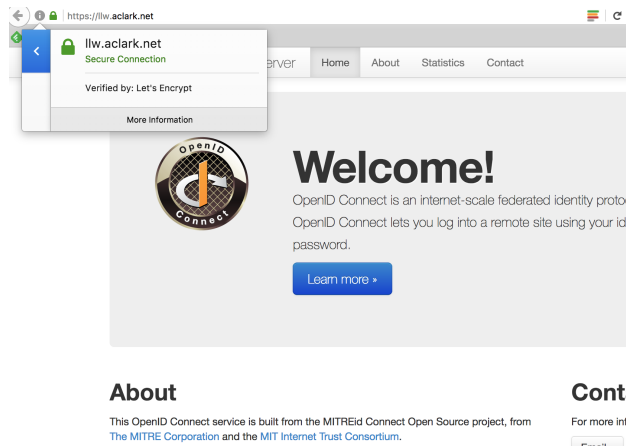 https://llw.aclark.net
llw.aclark.net
Secure Connection
Verified by: Let's Encrypt
More Information
erver Home About Statistics Contact
OpenID
Connect
Welcome!
OpenID Connect is an internet-scale federated identity proto
OpenID Connect lets you log into a remote site using your id
password.
Learn more »
About
Cont
This OpenID Connect service is built from the MITREid Connect Open Source project, from
The MITRE Corporation and the MIT Internet Trust Consortium.
For more inf